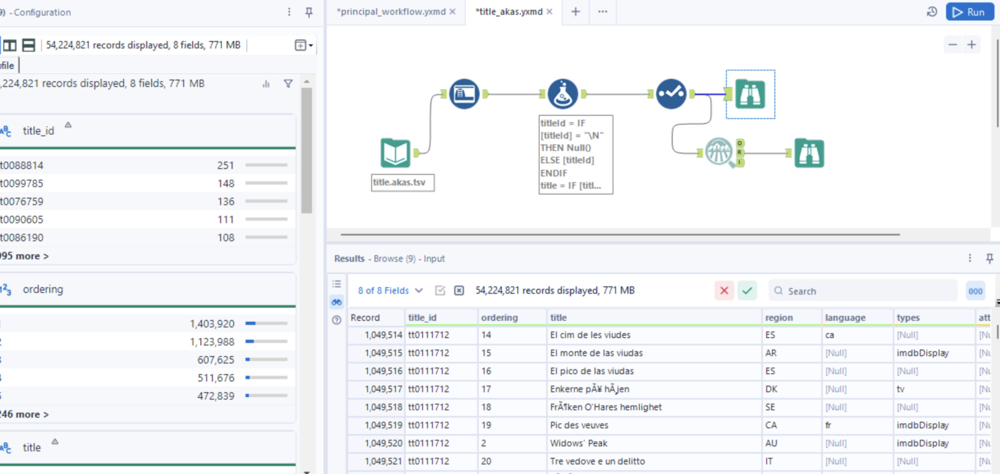 9) - Configuration
54,224,821 records displayed, 8 fields, 771 MB
ofile
,224,821 records displayed, 8 fields, 771 MB
ABC title_id
t0088814 251
t0099785 148
t0076759 136
t0090605 111
t0086190 108
995 more >
123 ordering
1,403,920
2 1,123,988
3 607,625
4 511,676
5 472,839
246 more >
ABC title
*principal_workflow.yxmd
*title_akas.yxmd
Run
title.akas.tsv
titleId = IF
[titleId] = "\N"
THEN Null()
ELSE [titleId]
ENDIF
title = IF [titl...
O
R
I
Results - Browse (9) - Input
8 of 8 Fields 54,224,821 records displayed, 771 MB Search 000
Record title_id ordering title region language types att
1,049,514 tt0111712 14 El cim de les viudes ES ca [Null] [Nu
1,049,515 tt0111712 15 El monte de las viudas AR [Null] imdbDisplay [Nu
1,049,516 tt0111712 16 El pico de las viudas ES [Null] [Null] [Nu
1,049,517 tt0111712 17 Enkerne pÃ¥ hÃ¸jen DK [Null] tv [Nu
1,049,518 tt0111712 18 FrÃ¶ken O'Hares hemlighet SE [Null] [Null] [Nu
1,049,519 tt0111712 19 Pic des veuves CA fr imdbDisplay [Nu
1,049,520 tt0111712 2 Widows' Peak AU [Null] imdbDisplay [Nu
1,049,521 tt0111712 20 Tre vedove e un delitto IT [Null] [Null] [Nu